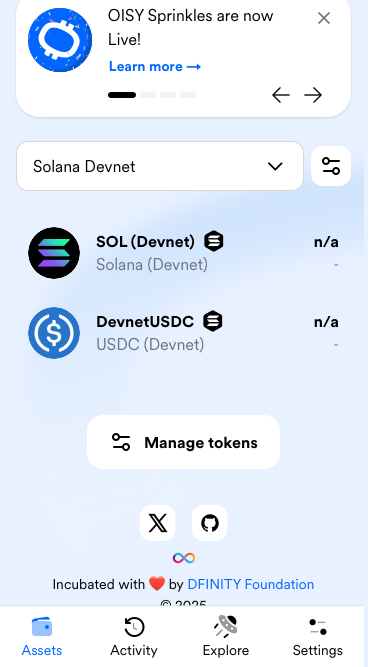 OISY Sprinkles are now
Live!
Learn more →
Solana Devnet
SOL (Devnet)
n/a
Solana (Devnet)
-
DevnetUSDC
n/a
USDC (Devnet)
-
Manage tokens
Incubated with ❤️ by DFINITY Foundation
© 2025
Assets
Activity
Explore
Settings